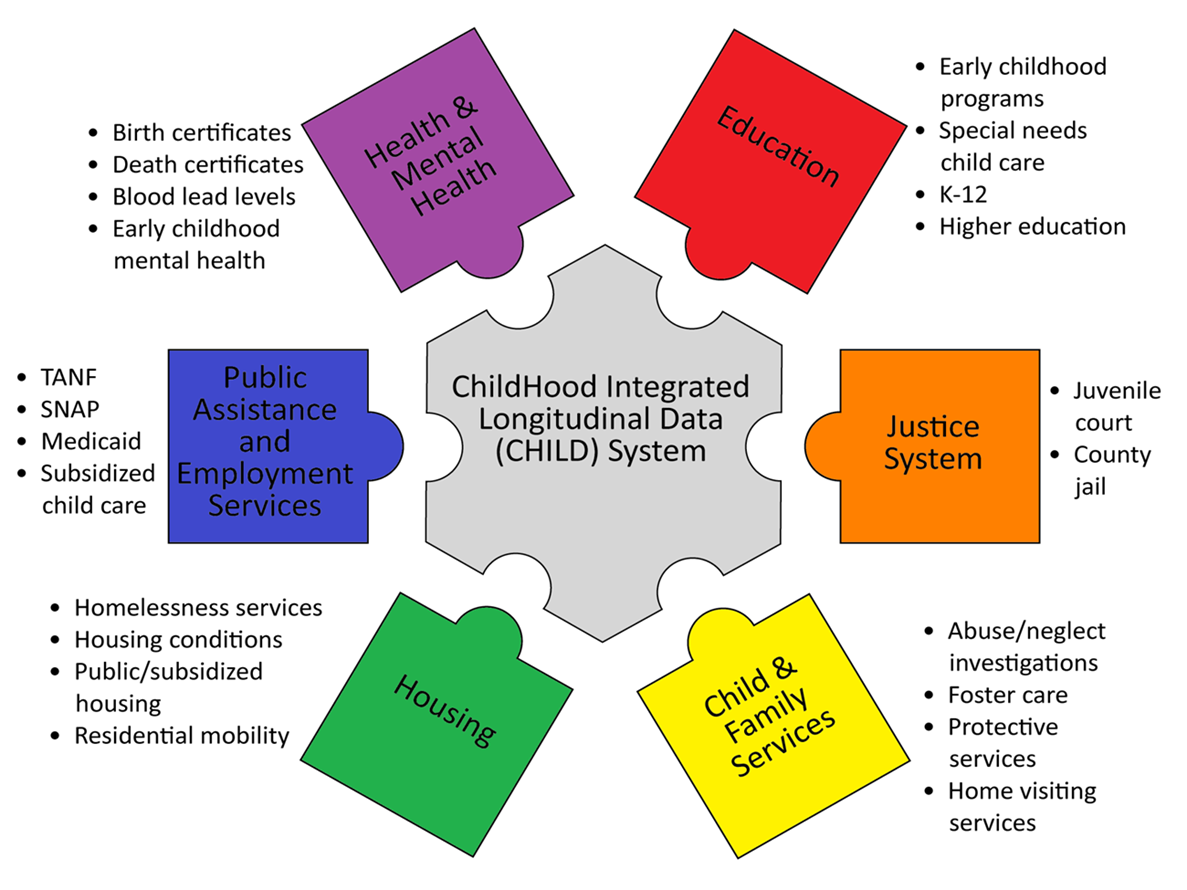 • Birth certificates
• Death certificates
• Blood lead levels
• Early childhood
mental health
Health &
Mental
Health
Education
• Early childhood
programs
• Special needs
child care
• K-12
• Higher education
• TANF
• SNAP
• Medicaid
• Subsidized
child care
Public
Assistance
and
Employment
Services
ChildHood Integrated
Longitudinal Data
(CHILD) System
Justice
System
• Juvenile
court
• County
jail
• Homelessness services
• Housing conditions
• Public/subsidized
housing
• Residential mobility
Housing
Child &
Family
Services
• Abuse/neglect
investigations
• Foster care
• Protective
services
• Home visiting
services